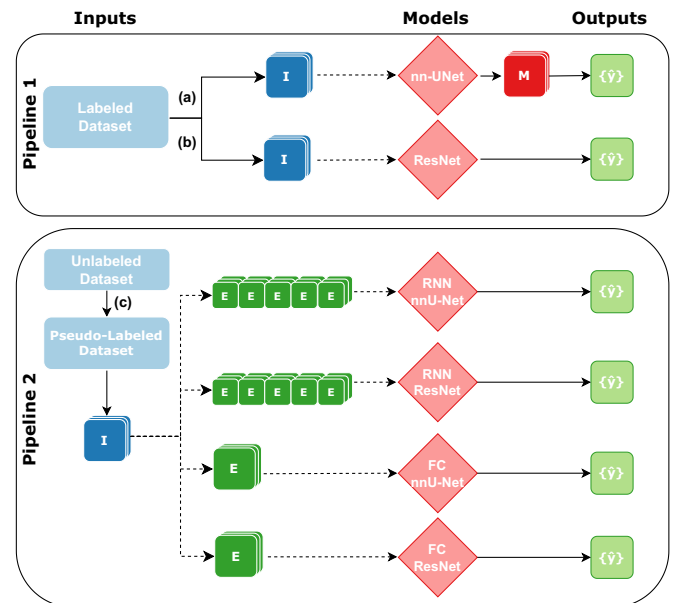 Inputs
Models
Outputs
Pipeline 1
Labeled
Dataset
(a)
(b)
I
nn-UNet
M
{ŷ}
I
ResNet
{ŷ}
Pipeline 2
Unlabeled
Dataset
(c)
Pseudo-Labeled
Dataset
I
E E E E E
RNN
nnU-Net
{ŷ}
E E E E E
RNN
ResNet
{ŷ}
E
FC
nnU-Net
{ŷ}
E
FC
ResNet
{ŷ}